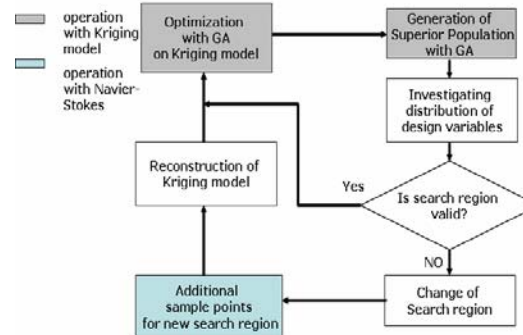 operation
with Kriging
model
operation
with Navier-
Stokes
Optimization
with GA
on Kriging model
Generation of
Superior Population
with GA
Investigating
distribution of
design variables
Is search region
valid?
Yes
NO
Change of
Search region
Additional
sample points
for new search region
Reconstruction of
Kriging model